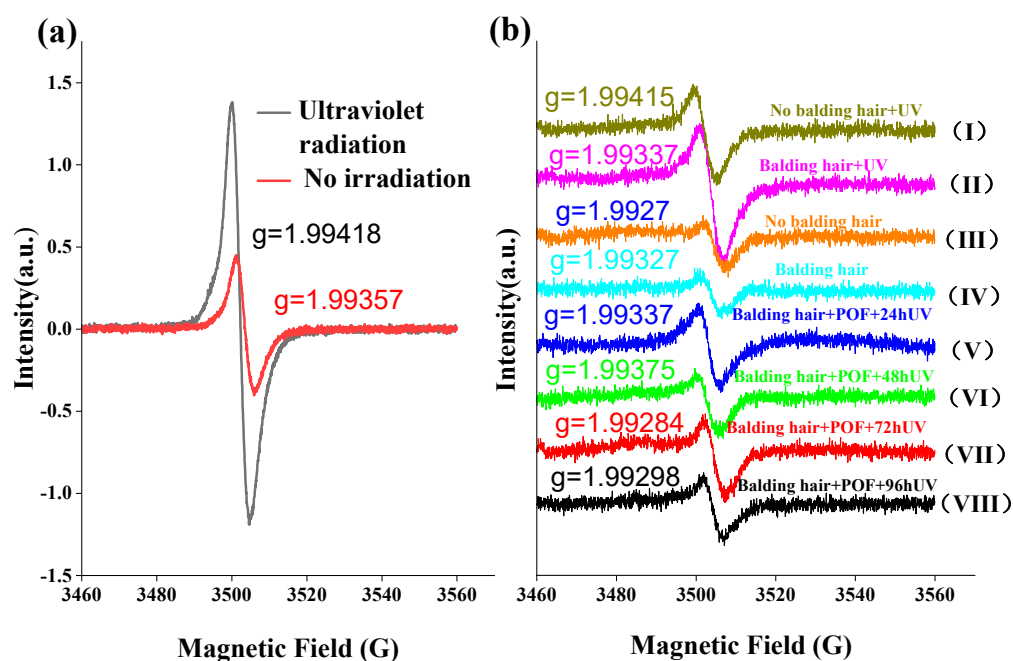 (a)
Intensity(a.u.)
1.5
1.0
0.5
0.0
-0.5
-1.0
-1.5
Ultraviolet
radiation
No irradiation
g=1.99418
g=1.99357
3460 3480 3500 3520 3540 3560
Magnetic Field (G)
(b)
Intensity(a.u.)
g=1.99415 No balding hair+UV （I）
g=1.99337 Balding hair+UV （II）
g=1.9927 No balding hair （III）
g=1.99327 Balding hair （IV）
g=1.99337 Balding hair+POF+24hUV （V）
g=1.99375 Balding hair+POF+48hUV （VI）
g=1.99284 Balding hair+POF+72hUV （VII）
g=1.99298 Balding hair+POF+96hUV （VIII）
3460 3480 3500 3520 3540 3560
Magnetic Field (G)